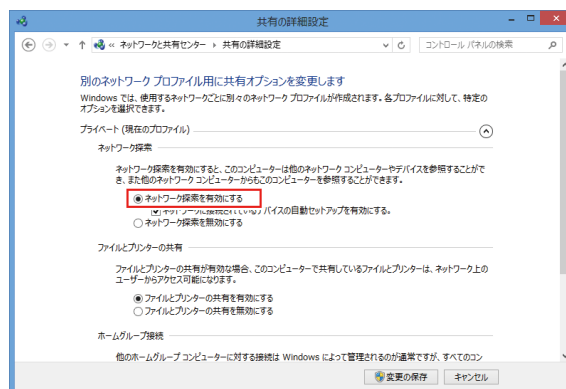 共有の詳細設定
« ネットワークと共有センター ▸ 共有の詳細設定
コントロール パネルの検索
別のネットワーク プロファイル用に共有オプションを変更します
Windows では、使用するネットワークごとに別々のネットワーク プロファイルが作成されます。各プロファイルに対して、特定の
オプションを選択できます。
プライベート (現在のプロファイル)
ネットワーク探索
ネットワーク探索を有効にすると、このコンピューターは他のネットワーク コンピューターやデバイスを参照することがで
き、また他のネットワーク コンピューターからもこのコンピューターを参照することができます。
ネットワーク探索を有効にする
ネットワークに接続されているデバイスの自動セットアップを有効にする。
ネットワーク探索を無効にする
ファイルとプリンターの共有
ファイルとプリンターの共有が有効な場合、このコンピューターで共有しているファイルとプリンターは、ネットワーク上の
ユーザーからアクセス可能になります。
ファイルとプリンターの共有を有効にする
ファイルとプリンターの共有を無効にする
ホームグループ接続
他のホームグループ コンピューターに対する接続は Windows によって管理されるのが通常ですが、すべてのコン
変更の保存 キャンセル